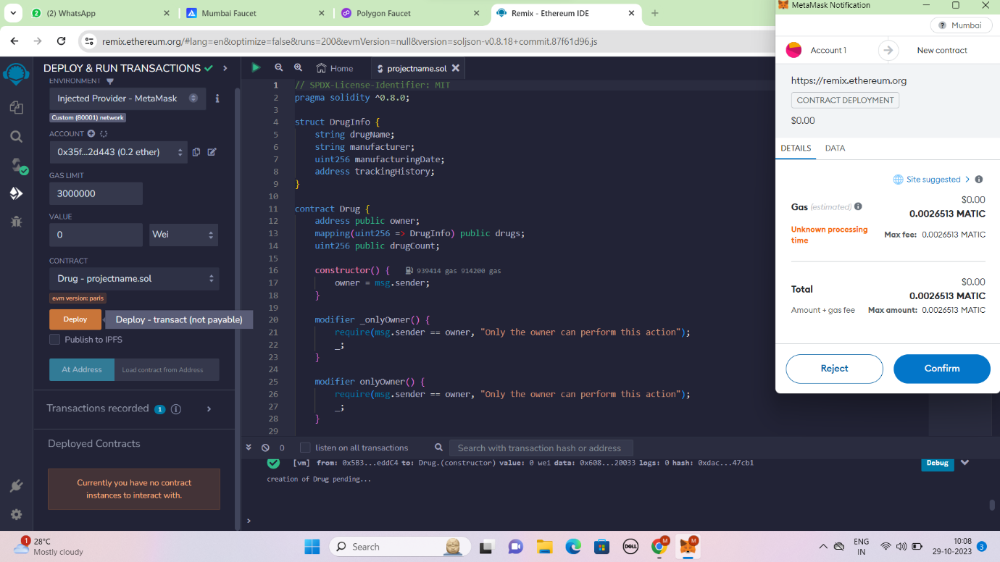 (2) WhatsApp
Mumbai Faucet
Polygon Faucet
Remix - Ethereum IDE
remix.ethereum.org/#lang=en&optimize=false&runs=200&evmVersion=null&version=soljson-v0.8.18+commit.87f61d96.js
DEPLOY & RUN TRANSACTIONS
ENVIRONMENT
Injected Provider - MetaMask
Custom (80001) network
ACCOUNT
0x35f...2d443 (0.2 ether)
GAS LIMIT
3000000
VALUE
0
Wei
CONTRACT
Drug - projectname.sol
evm version: paris
Deploy
Deploy - transact (not payable)
Publish to IPFS
At Address
Load contract from Address
Transactions recorded 1
Deployed Contracts
Currently you have no contract
instances to interact with.
Home
projectname.sol
1 // SPDX-License-Identifier: MIT
2 pragma solidity ^0.8.0;
3
4 struct DrugInfo {
5 string drugName;
6 string manufacturer;
7 uint256 manufacturingDate;
8 address trackingHistory;
9 }
10
11 contract Drug {
12 address public owner;
13 mapping(uint256 => DrugInfo) public drugs;
14 uint256 public drugCount;
15
16 constructor() { 939414 gas 914200 gas
17 owner = msg.sender;
18 }
19
20 modifier _onlyOwner() {
21 require(msg.sender == owner, "Only the owner can perform this action");
22 _;
23 }
24
25 modifier onlyOwner() {
26 require(msg.sender == owner, "Only the owner can perform this action");
27 _;
28 }
29
0
listen on all transactions
Search with transaction hash or address
[vm] from: 0x5B3...eddC4 to: Drug.(constructor) value: 0 wei data: 0x608...20033 logs: 0 hash: 0xdac...47cb1
Debug
creation of Drug pending...
>
MetaMask Notification
Mumbai
Account 1
New contract
https://remix.ethereum.org
CONTRACT DEPLOYMENT
$0.00
DETAILS
DATA
Site suggested >
$0.00
Gas (estimated)
0.0026513 MATIC
Unknown processing
time
Max fee: 0.0026513 MATIC
$0.00
Total
0.0026513 MATIC
Amount + gas fee
Max amount: 0.0026513 MATIC
Reject
Confirm
1
28°C
Mostly cloudy
Search
DELL
M
M
ENG
IN
10:08
29-10-2023
3